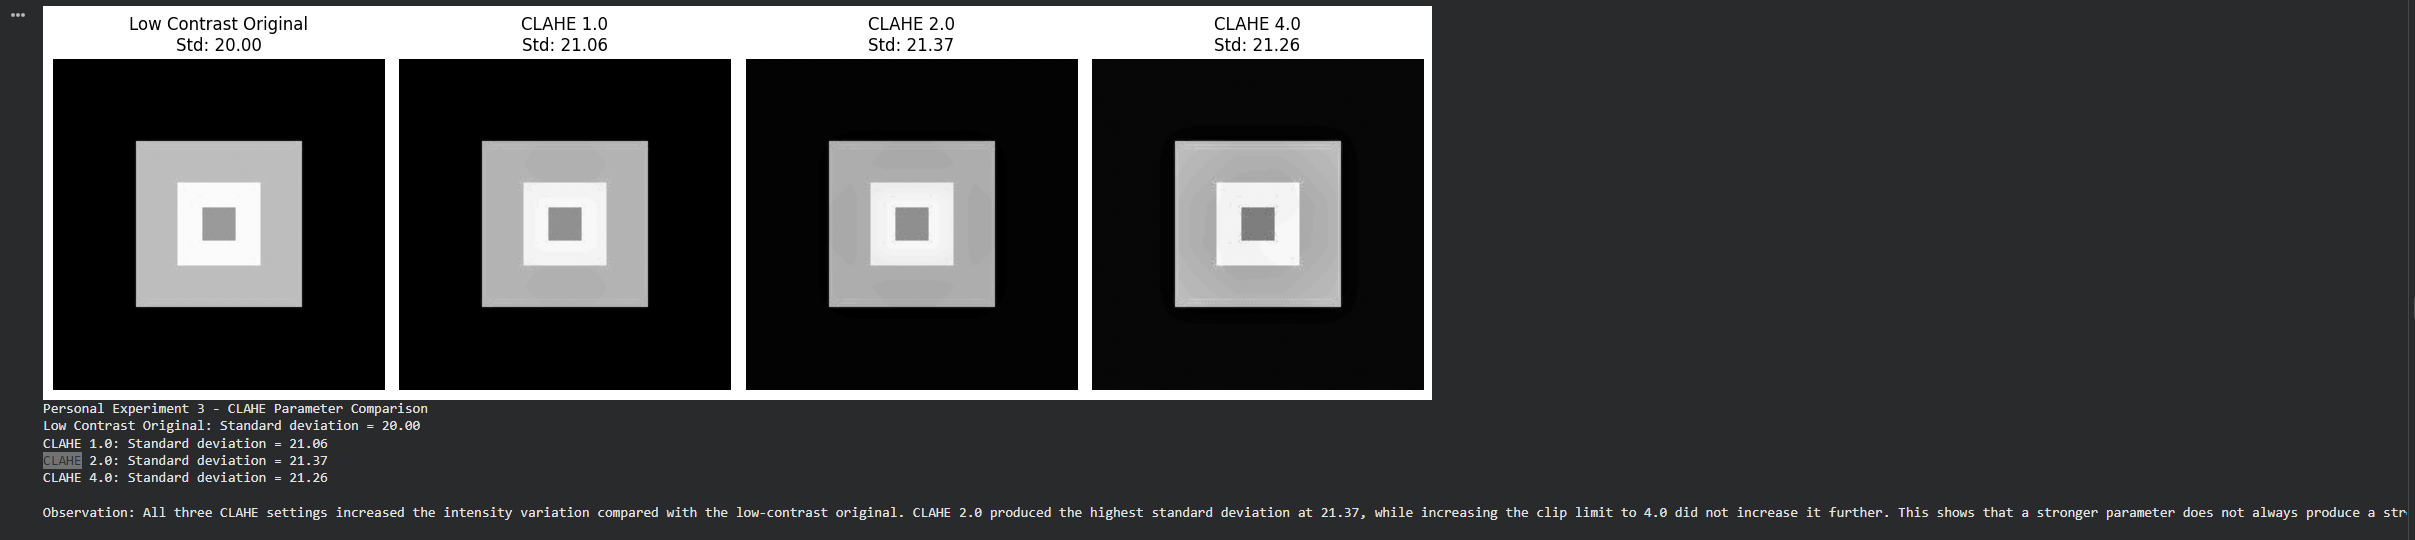 Low Contrast Original
Std: 20.00
CLAHE 1.0
Std: 21.06
CLAHE 2.0
Std: 21.37
CLAHE 4.0
Std: 21.26
Personal Experiment 3 - CLAHE Parameter Comparison
Low Contrast Original: Standard deviation = 20.00
CLAHE 1.0: Standard deviation = 21.06
CLAHE 2.0: Standard deviation = 21.37
CLAHE 4.0: Standard deviation = 21.26
Observation: All three CLAHE settings increased the intensity variation compared with the low-contrast original. CLAHE 2.0 produced the highest standard deviation at 21.37, while increasing the clip limit to 4.0 did not increase it further. This shows that a stronger parameter does not always produce a